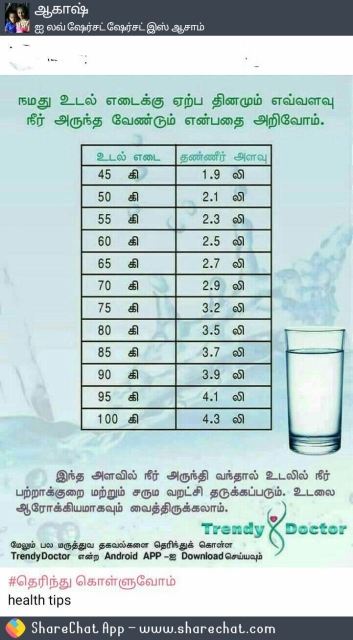 ஆகாஷ்
ஐ லவ் ஷேர்சட் ஷேர்சட் இஸ் ஆசாம்
நமது உடல் எடைக்கு ஏற்ப தினமும் எவ்வளவு
நீர் அருந்த வேண்டும் என்பதை அறிவோம்.
உடல் எடை தண்ணீர் அளவு
45 கி 1.9 லி
50 கி 2.1 லி
55 கி 2.3 லி
60 கி 2.5 லி
65 கி 2.7 லி
70 கி 2.9 லி
75 கி 3.2 லி
80 கி 3.5 லி
85 கி 3.7 லி
90 கி 3.9 லி
95 கி 4.1 லி
100 கி 4.3 லி
இந்த அளவில் நீர் அருந்தி வந்தால் உடலில் நீர்
பற்றாக்குறை மற்றும் சரும வறட்சி தடுக்கப்படும். உடலை
ஆரோக்கியமாகவும் வைத்திருக்கலாம்.
Trendy Doctor
மேலும் பல மருத்துவ தகவல்களை தெரிந்துக் கொள்ள
TrendyDoctor என்ற Android APP -ஐ Download செய்யவும்
#தெரிந்து கொள்ளுவோம்
health tips
ShareChat App - www.sharechat.com